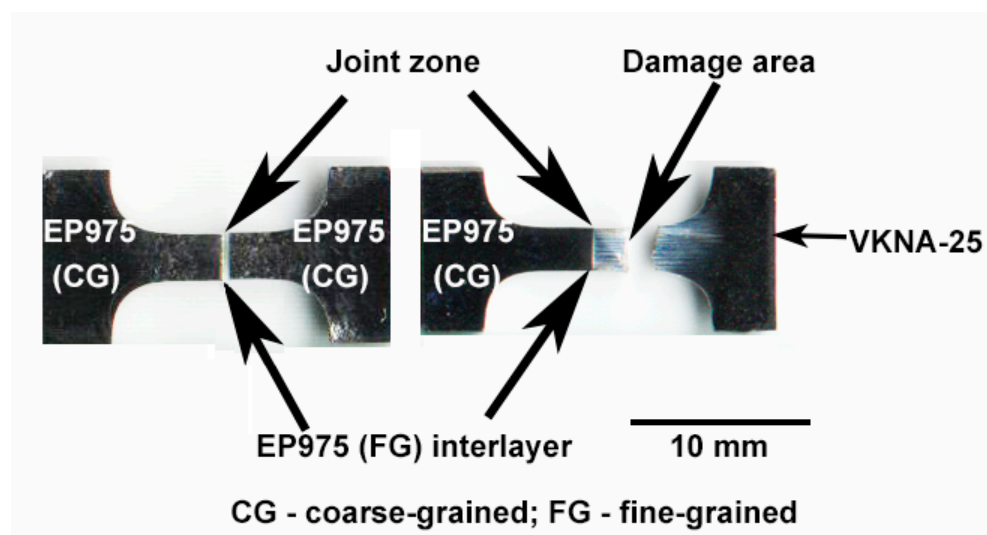 Joint zone
Damage area
EP975
(CG)
EP975
(CG)
EP975
(CG)
VKNA-25
EP975 (FG) interlayer
10 mm
CG - coarse-grained; FG - fine-grained